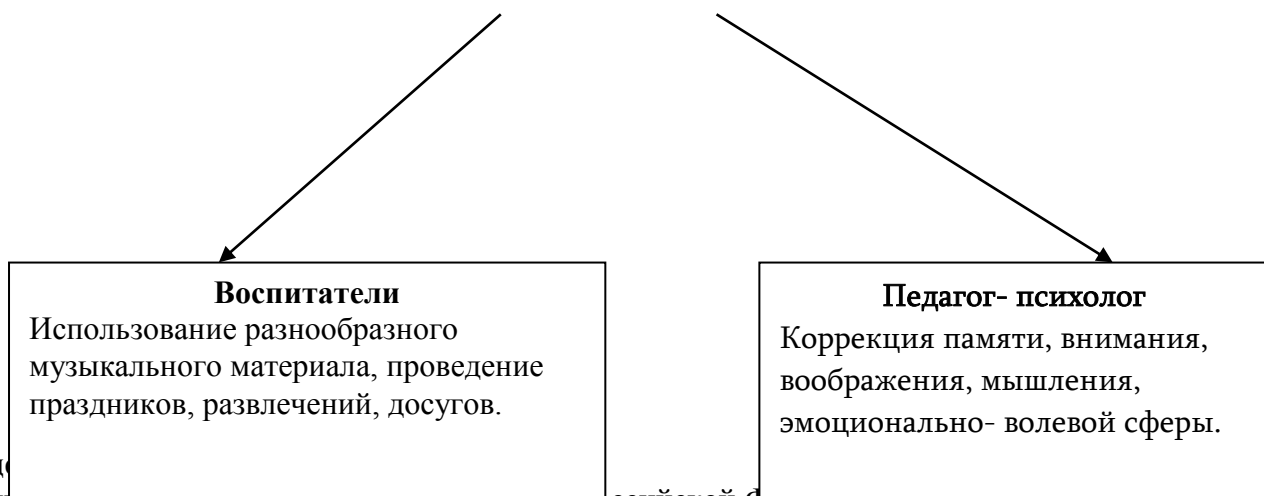 Воспитатели
Использование разнообразного
музыкального материала, проведение
праздников, развлечений, досугов.
Педагог- психолог
Коррекция памяти, внимания,
воображения, мышления,
эмоционально- волевой сферы.